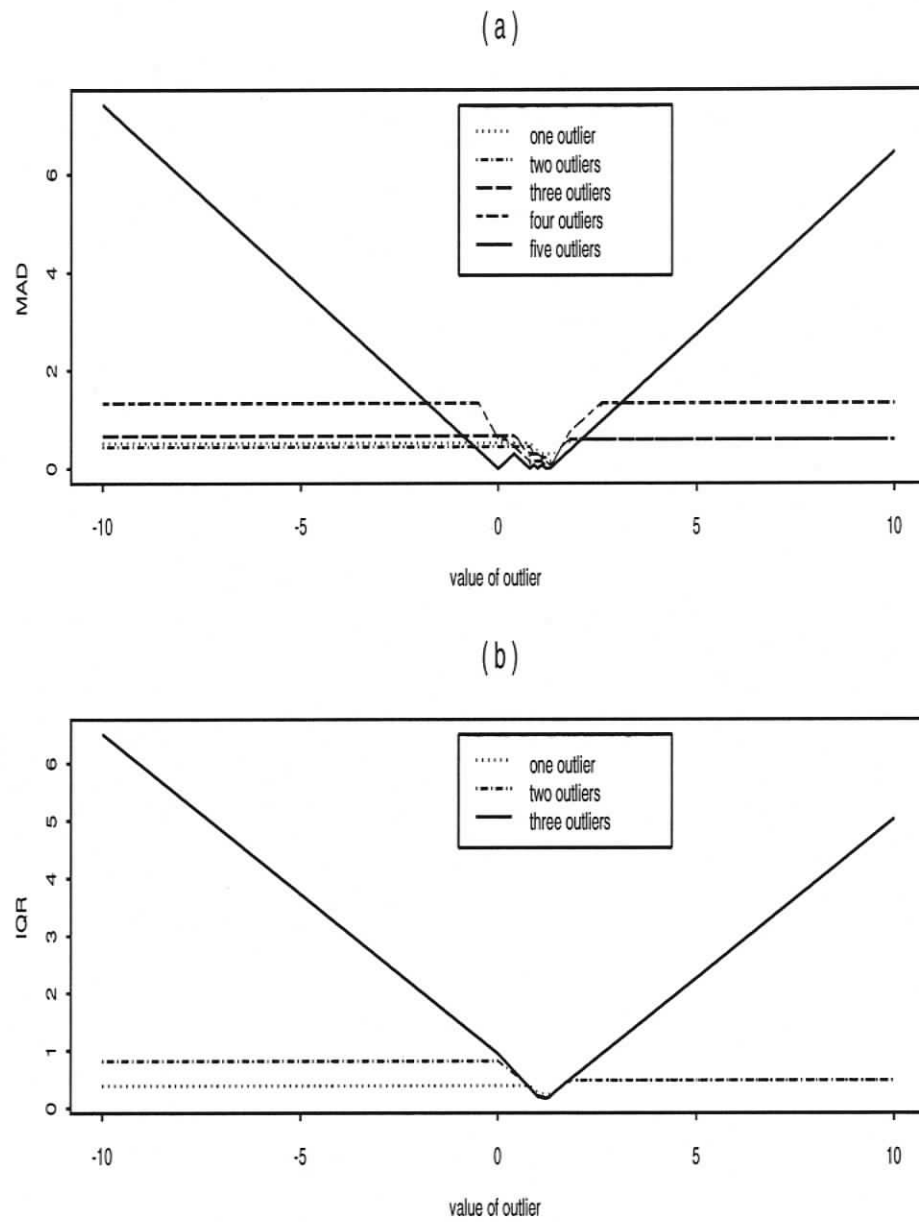 (a)
MAD
6
4
2
0
one outlier
two outliers
three outliers
four outliers
five outliers
-10 -5 0 5 10
value of outlier
(b)
IQR
6
5
4
3
2
1
0
one outlier
two outliers
three outliers
-10 -5 0 5 10
value of outlier